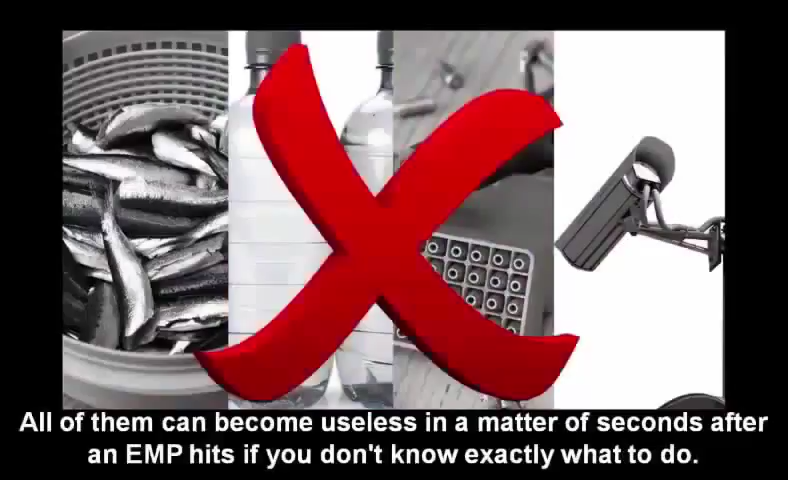 All of them can become useless in a matter of seconds after
an EMP hits if you don't know exactly what to do.